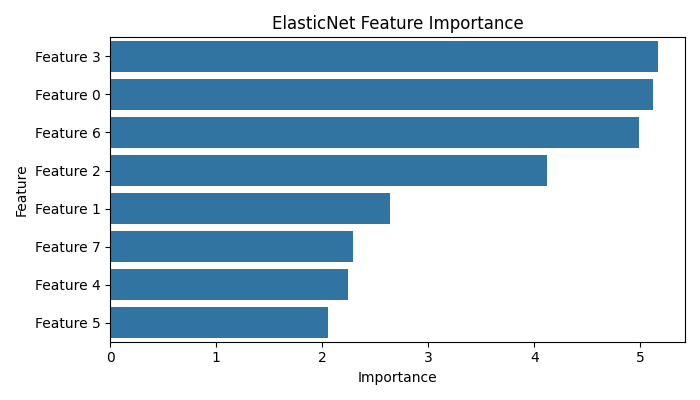 ElasticNet Feature Importance
Feature
Feature 3
Feature 0
Feature 6
Feature 2
Feature 1
Feature 7
Feature 4
Feature 5
0 1 2 3 4 5
Importance